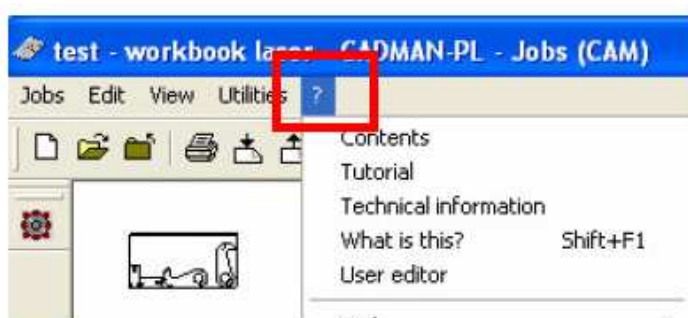 test - workbook laser - CADMAN-PL - Jobs (CAM)
Jobs Edit View Utilities ?
Contents
Tutorial
Technical information
What is this? Shift+F1
User editor